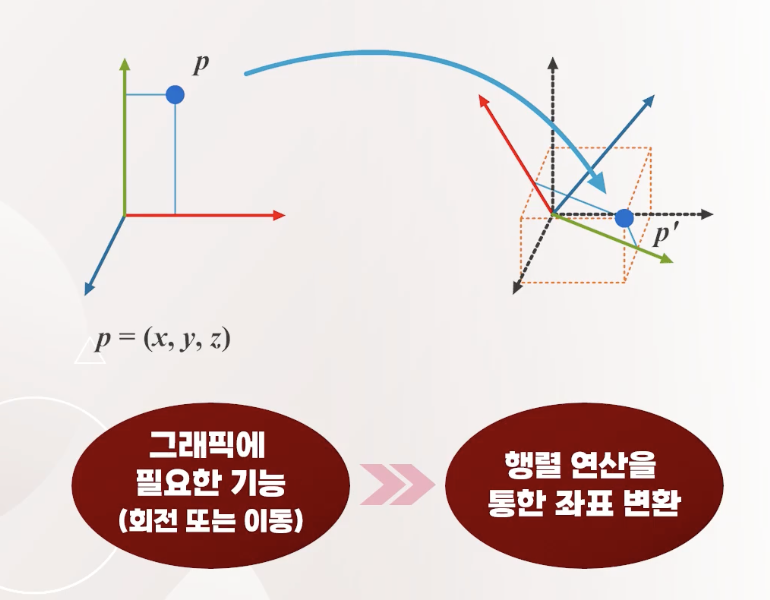 p
p′
p = (x, y, z)
그래픽에
필요한 기능
(회전 또는 이동)
행렬 연산을
통한 좌표 변환